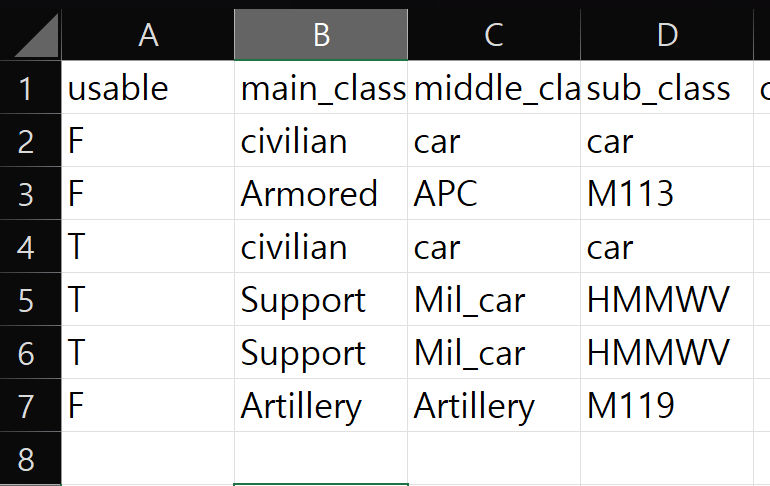 A B C D
1 usable main_class middle_cla sub_class
2 F civilian car car
3 F Armored APC M113
4 T civilian car car
5 T Support Mil_car HMMWV
6 T Support Mil_car HMMWV
7 F Artillery Artillery M119
8